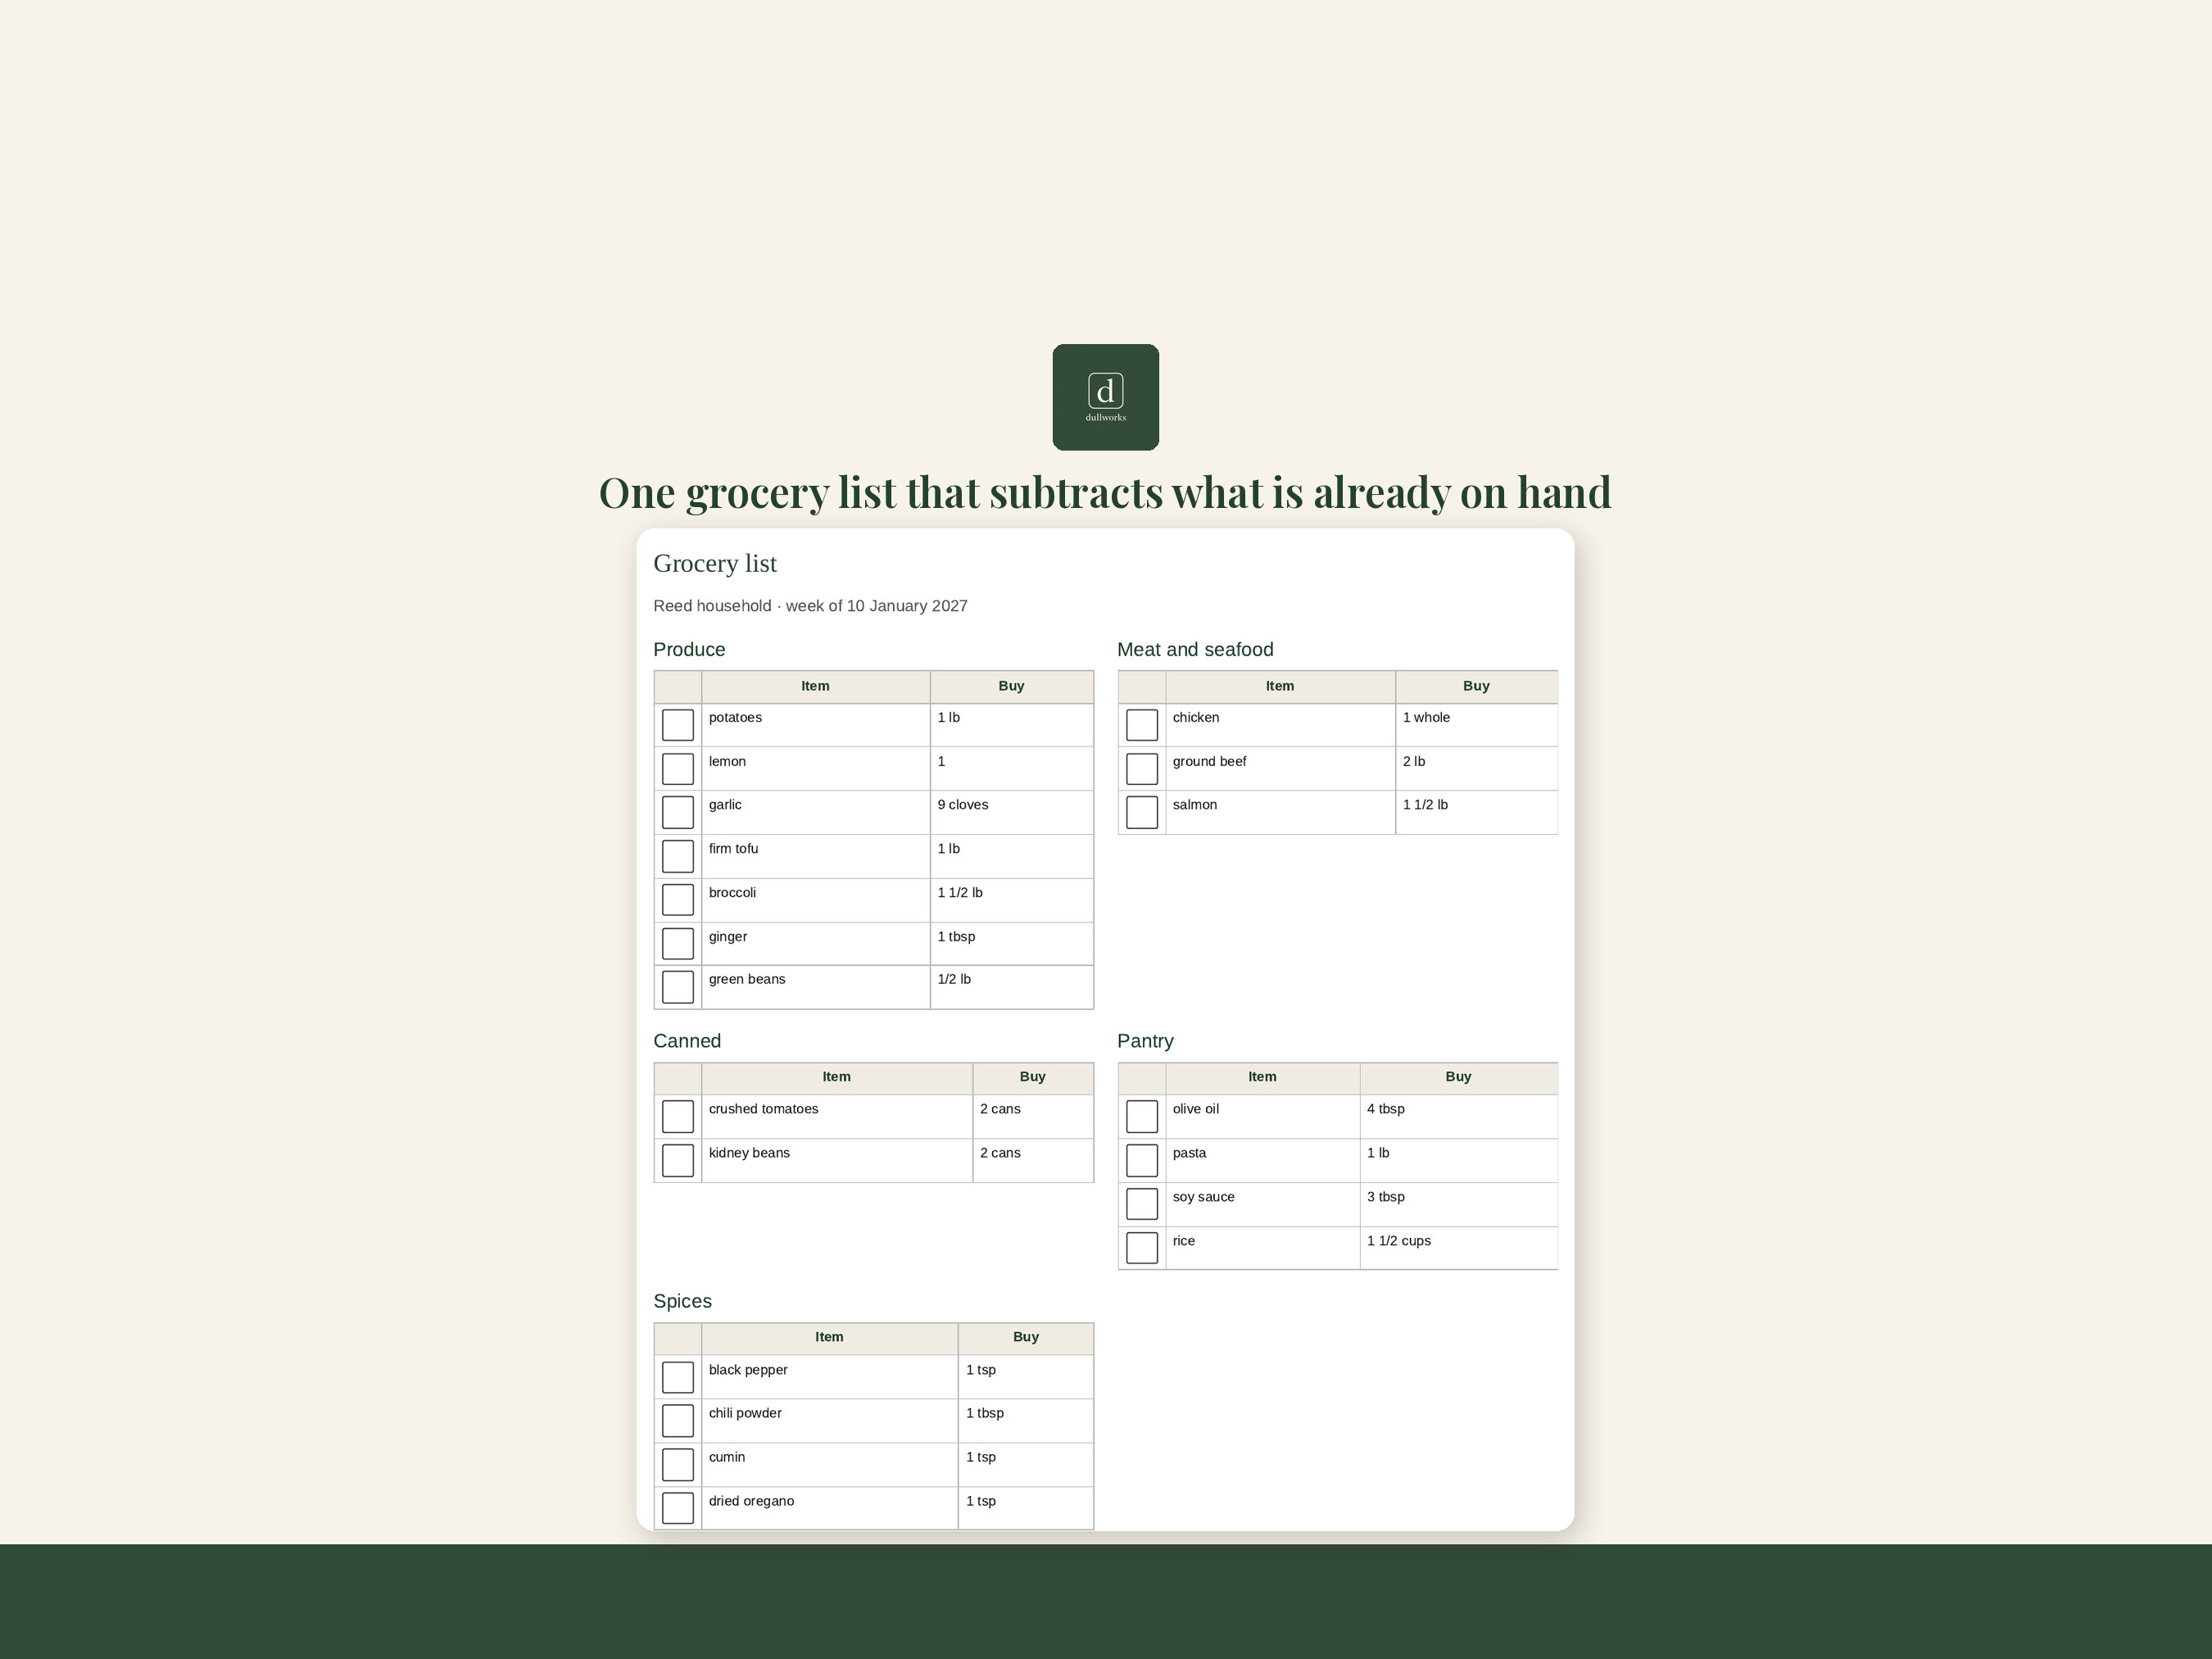 d
dullworks
One grocery list that subtracts what is already on hand
Grocery list
Reed household · week of 10 January 2027
Produce
Item Buy
potatoes 1 lb
lemon 1
garlic 9 cloves
firm tofu 1 lb
broccoli 1 1/2 lb
ginger 1 tbsp
green beans 1/2 lb
Meat and seafood
Item Buy
chicken 1 whole
ground beef 2 lb
salmon 1 1/2 lb
Canned
Item Buy
crushed tomatoes 2 cans
kidney beans 2 cans
Pantry
Item Buy
olive oil 4 tbsp
pasta 1 lb
soy sauce 3 tbsp
rice 1 1/2 cups
Spices
Item Buy
black pepper 1 tsp
chili powder 1 tbsp
cumin 1 tsp
dried oregano 1 tsp